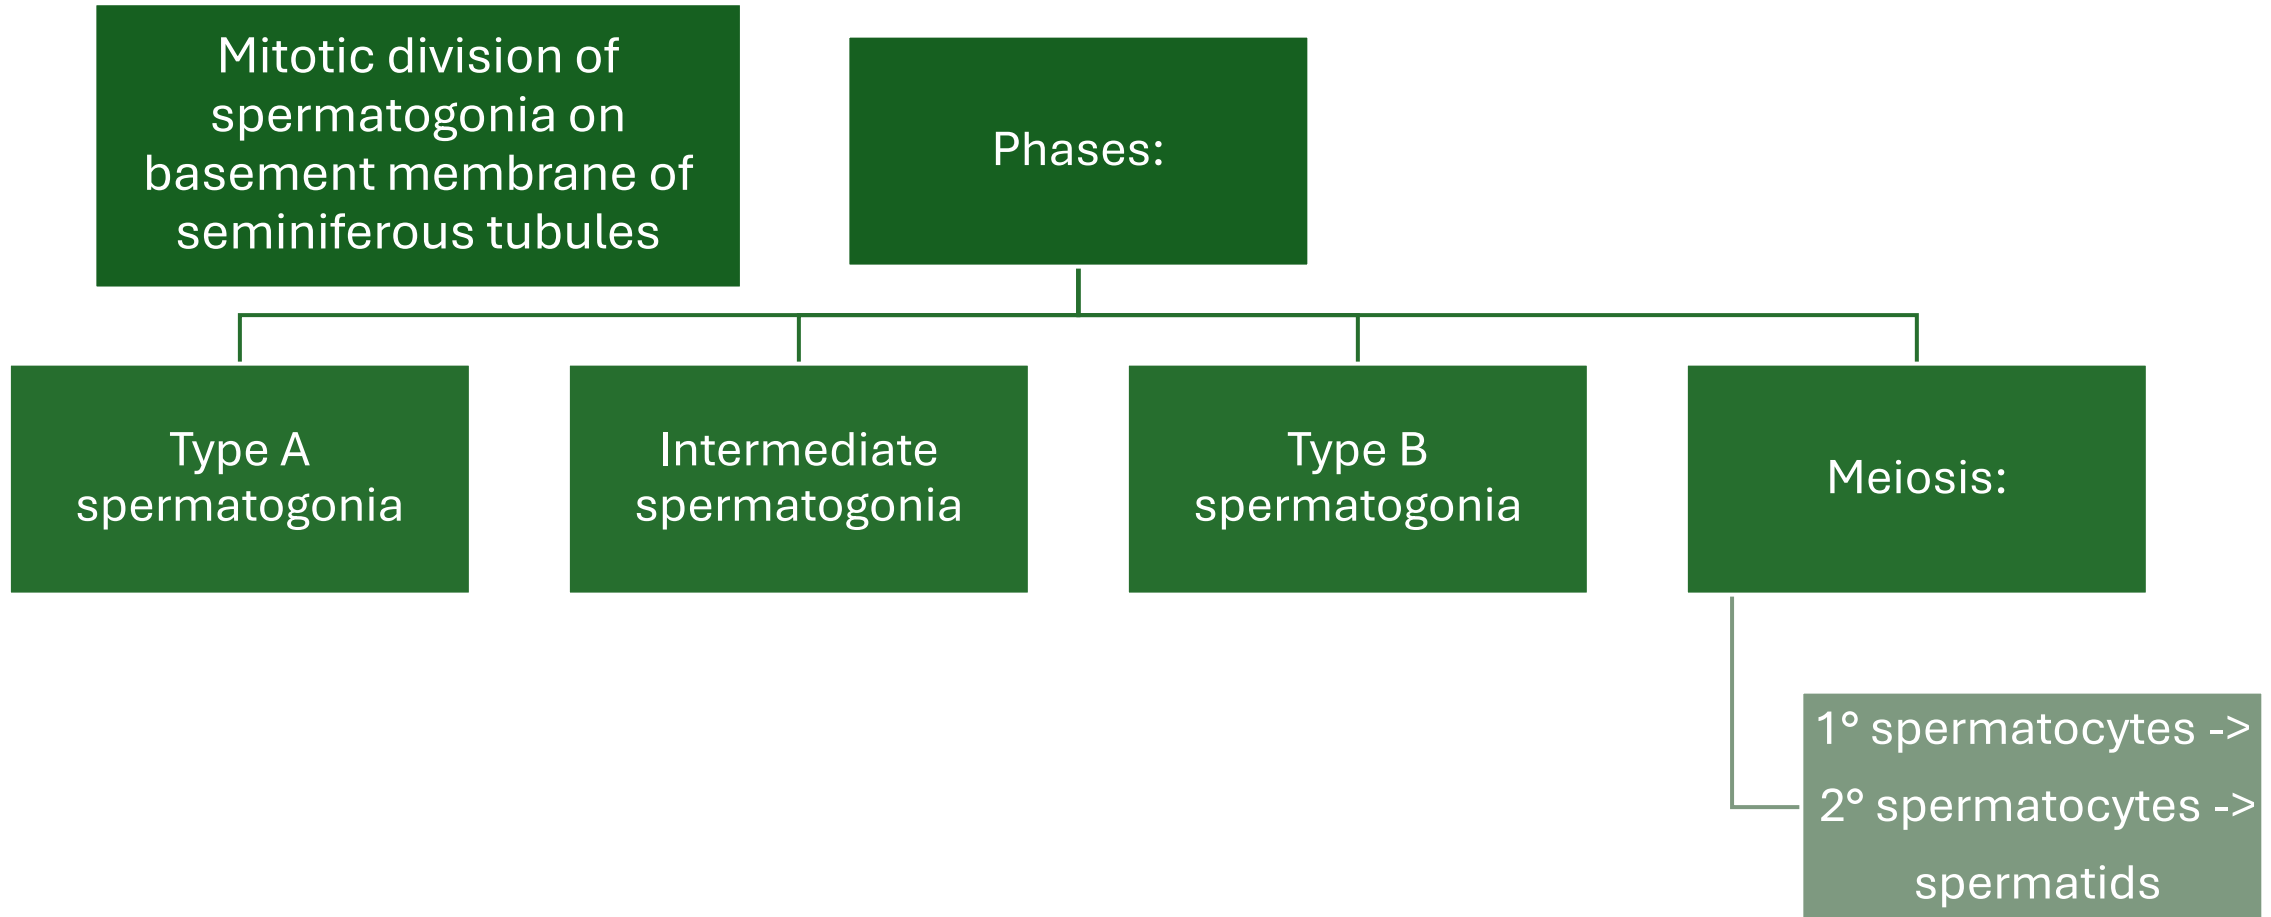 Mitotic division of
spermatogonia on
basement membrane of
seminiferous tubules
Phases:
Type A
spermatogonia
Intermediate
spermatogonia
Type B
spermatogonia
Meiosis:
1° spermatocytes ->
2° spermatocytes ->
spermatids